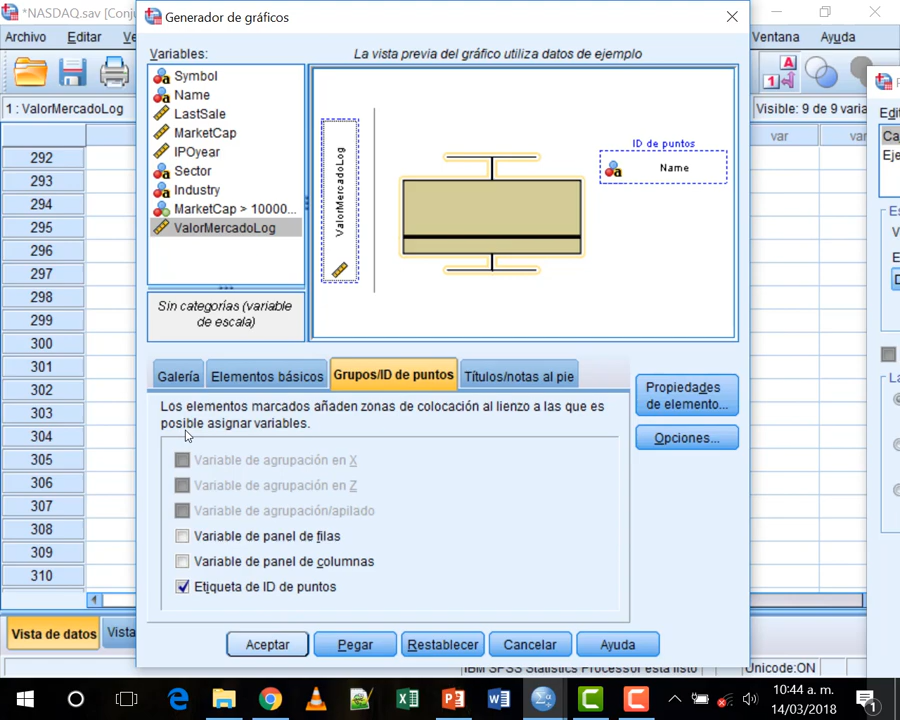 *NASDAQ.sav [Conju
Generador de gráficos
Archivo
Editar
Ve
Ventana
Ayuda
Variables:
La vista previa del gráfico utiliza datos de ejemplo
Symbol
Name
LastSale
MarketCap
IPOyear
Sector
Industry
MarketCap > 10000...
ValorMercadoLog
Sin categorías (variable
de escala)
ValorMercadoLog
ID de puntos
Name
1 : ValorMercadoLog
Visible: 9 de 9 varia
var
var
292
293
294
295
296
297
298
299
300
301
302
303
304
305
306
307
308
309
310
Galería
Elementos básicos
Grupos/ID de puntos
Títulos/notas al pie
Propiedades
de elemento...
Opciones...
Los elementos marcados añaden zonas de colocación al lienzo a las que es
posible asignar variables.
Variable de agrupación en X
Variable de agrupación en Z
Variable de agrupación/apilado
Variable de panel de filas
Variable de panel de columnas
Etiqueta de ID de puntos
Aceptar
Pegar
Restablecer
Cancelar
Ayuda
Vista de datos
Vista
IBM SPSS Statistics Processor está listo
Unicode:ON
10:44 a. m.
14/03/2018
1